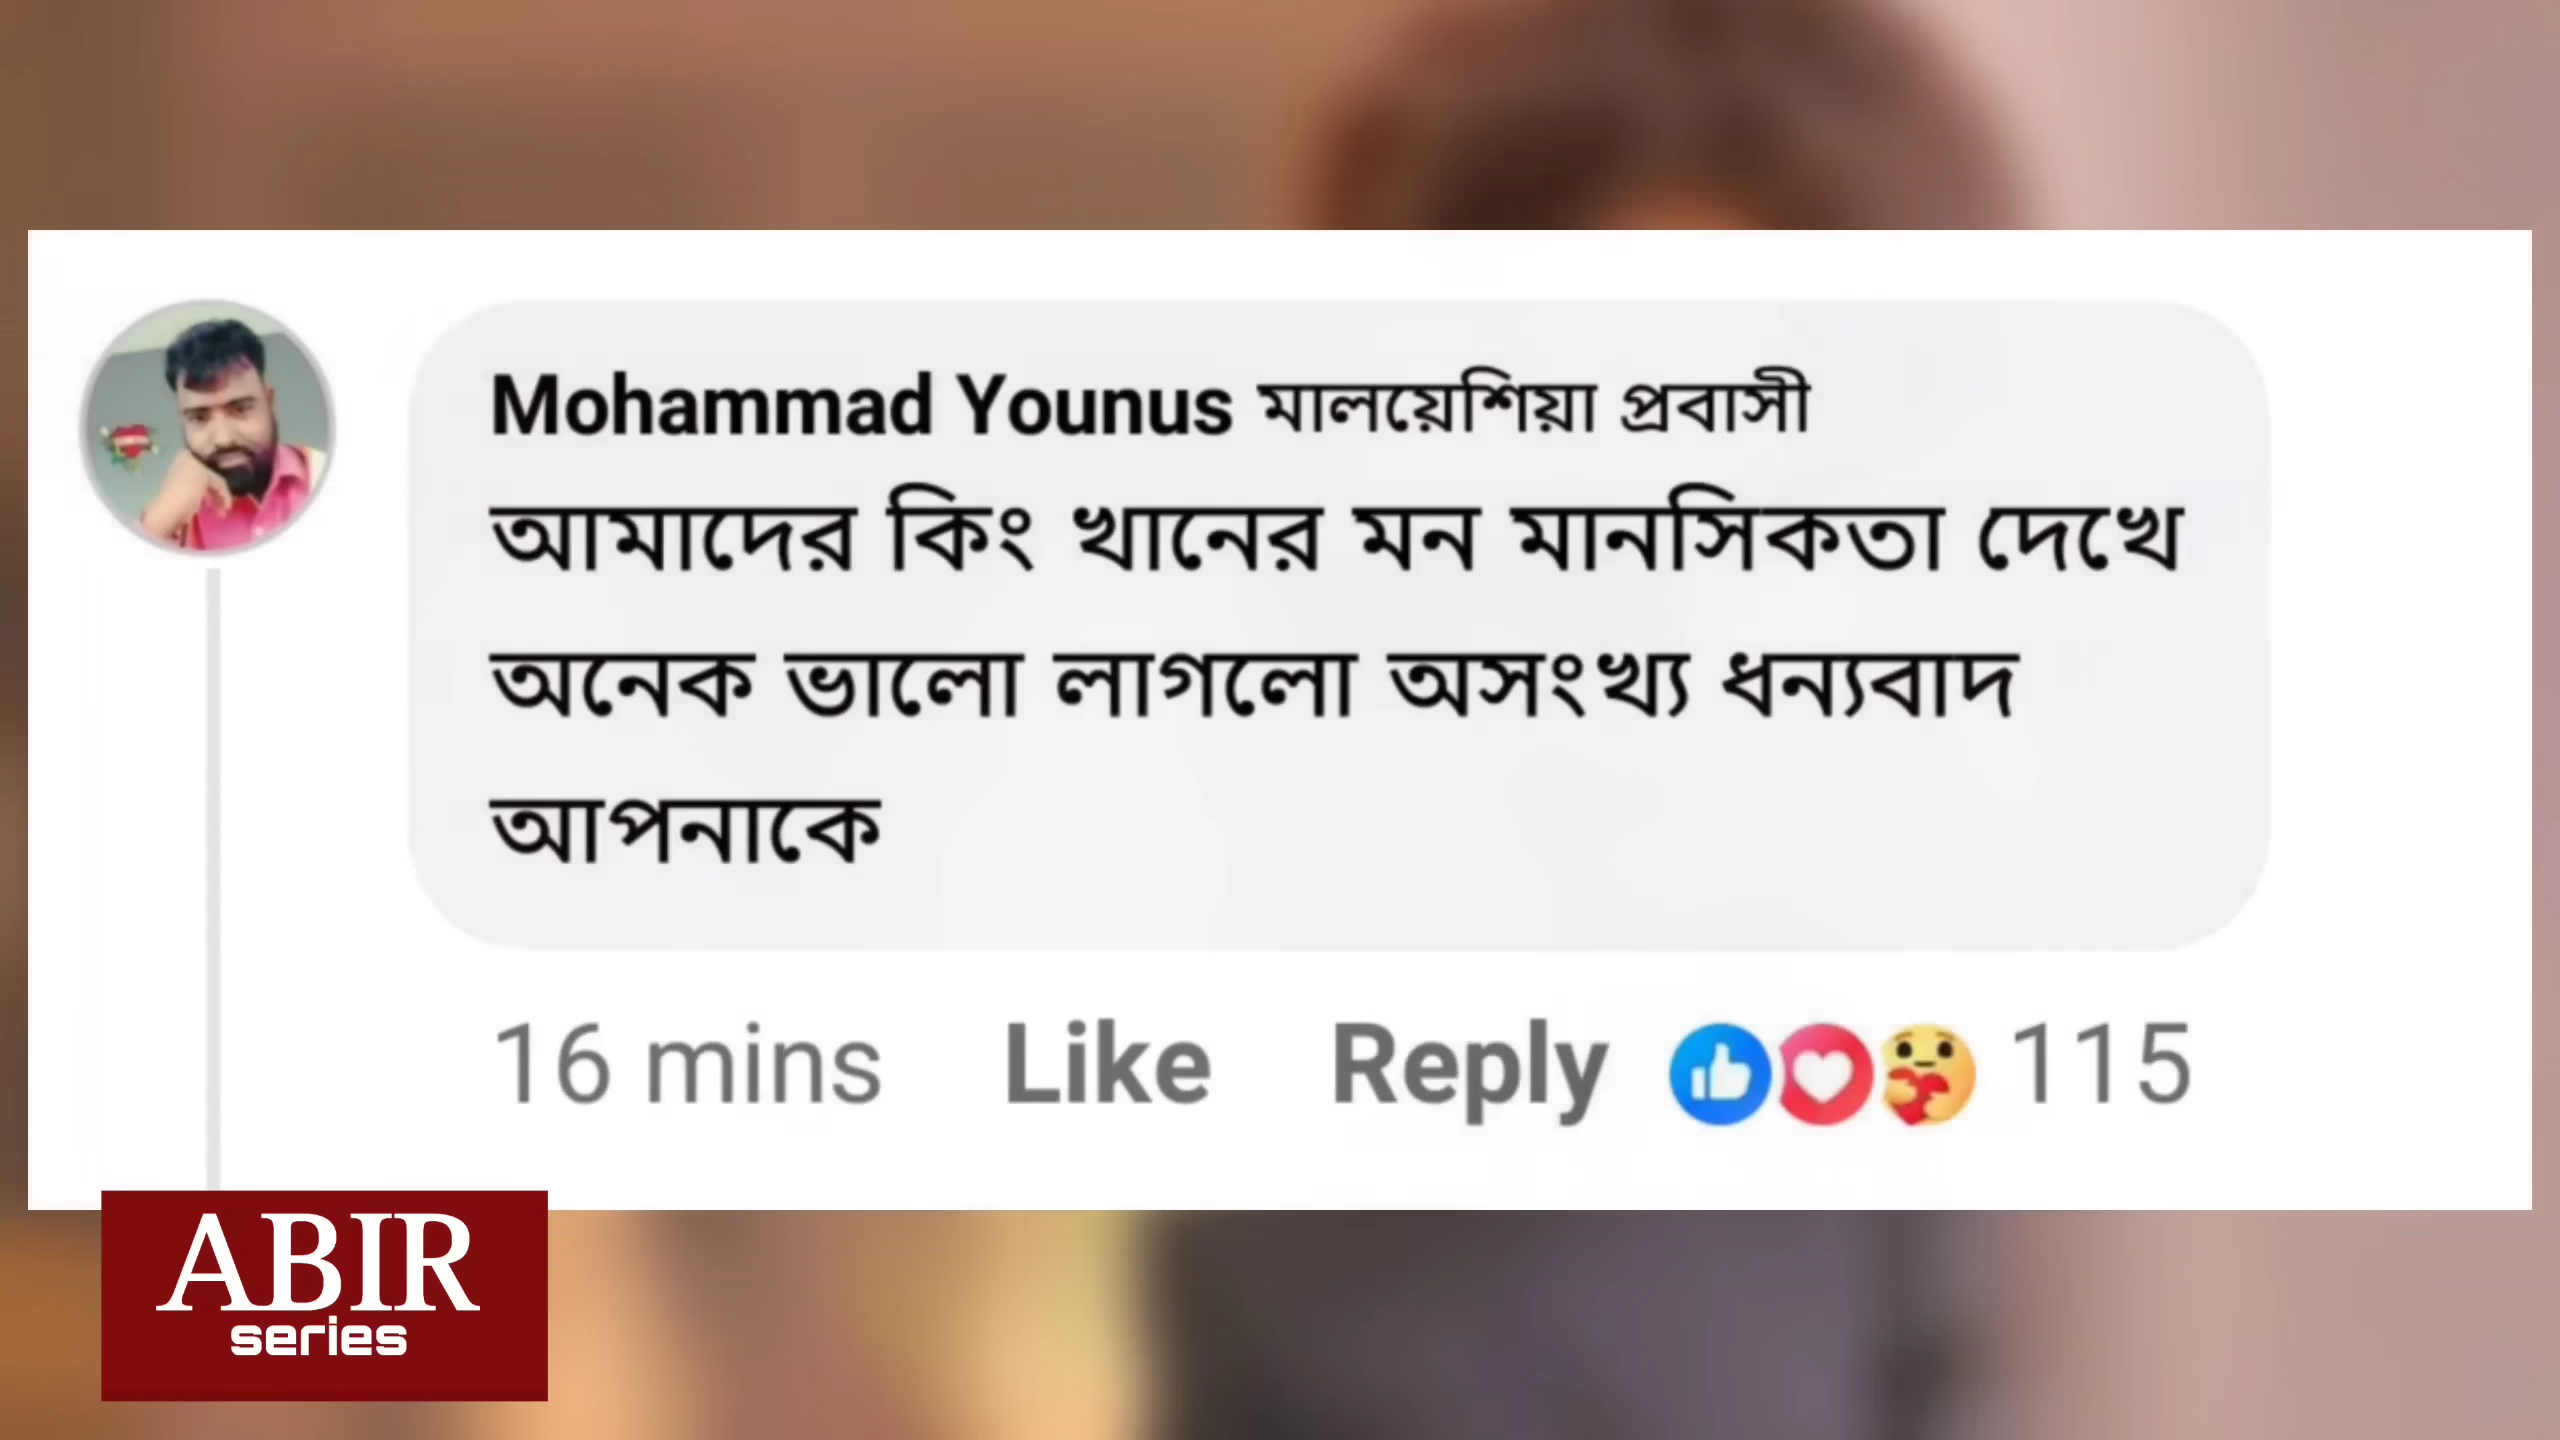 Mohammad Younus মালয়েশিয়া প্রবাসী
আমাদের কিং খানের মন মানসিকতা দেখে
অনেক ভালো লাগলো অসংখ্য ধন্যবাদ
আপনাকে
16 mins Like Reply 115
ABIR
series